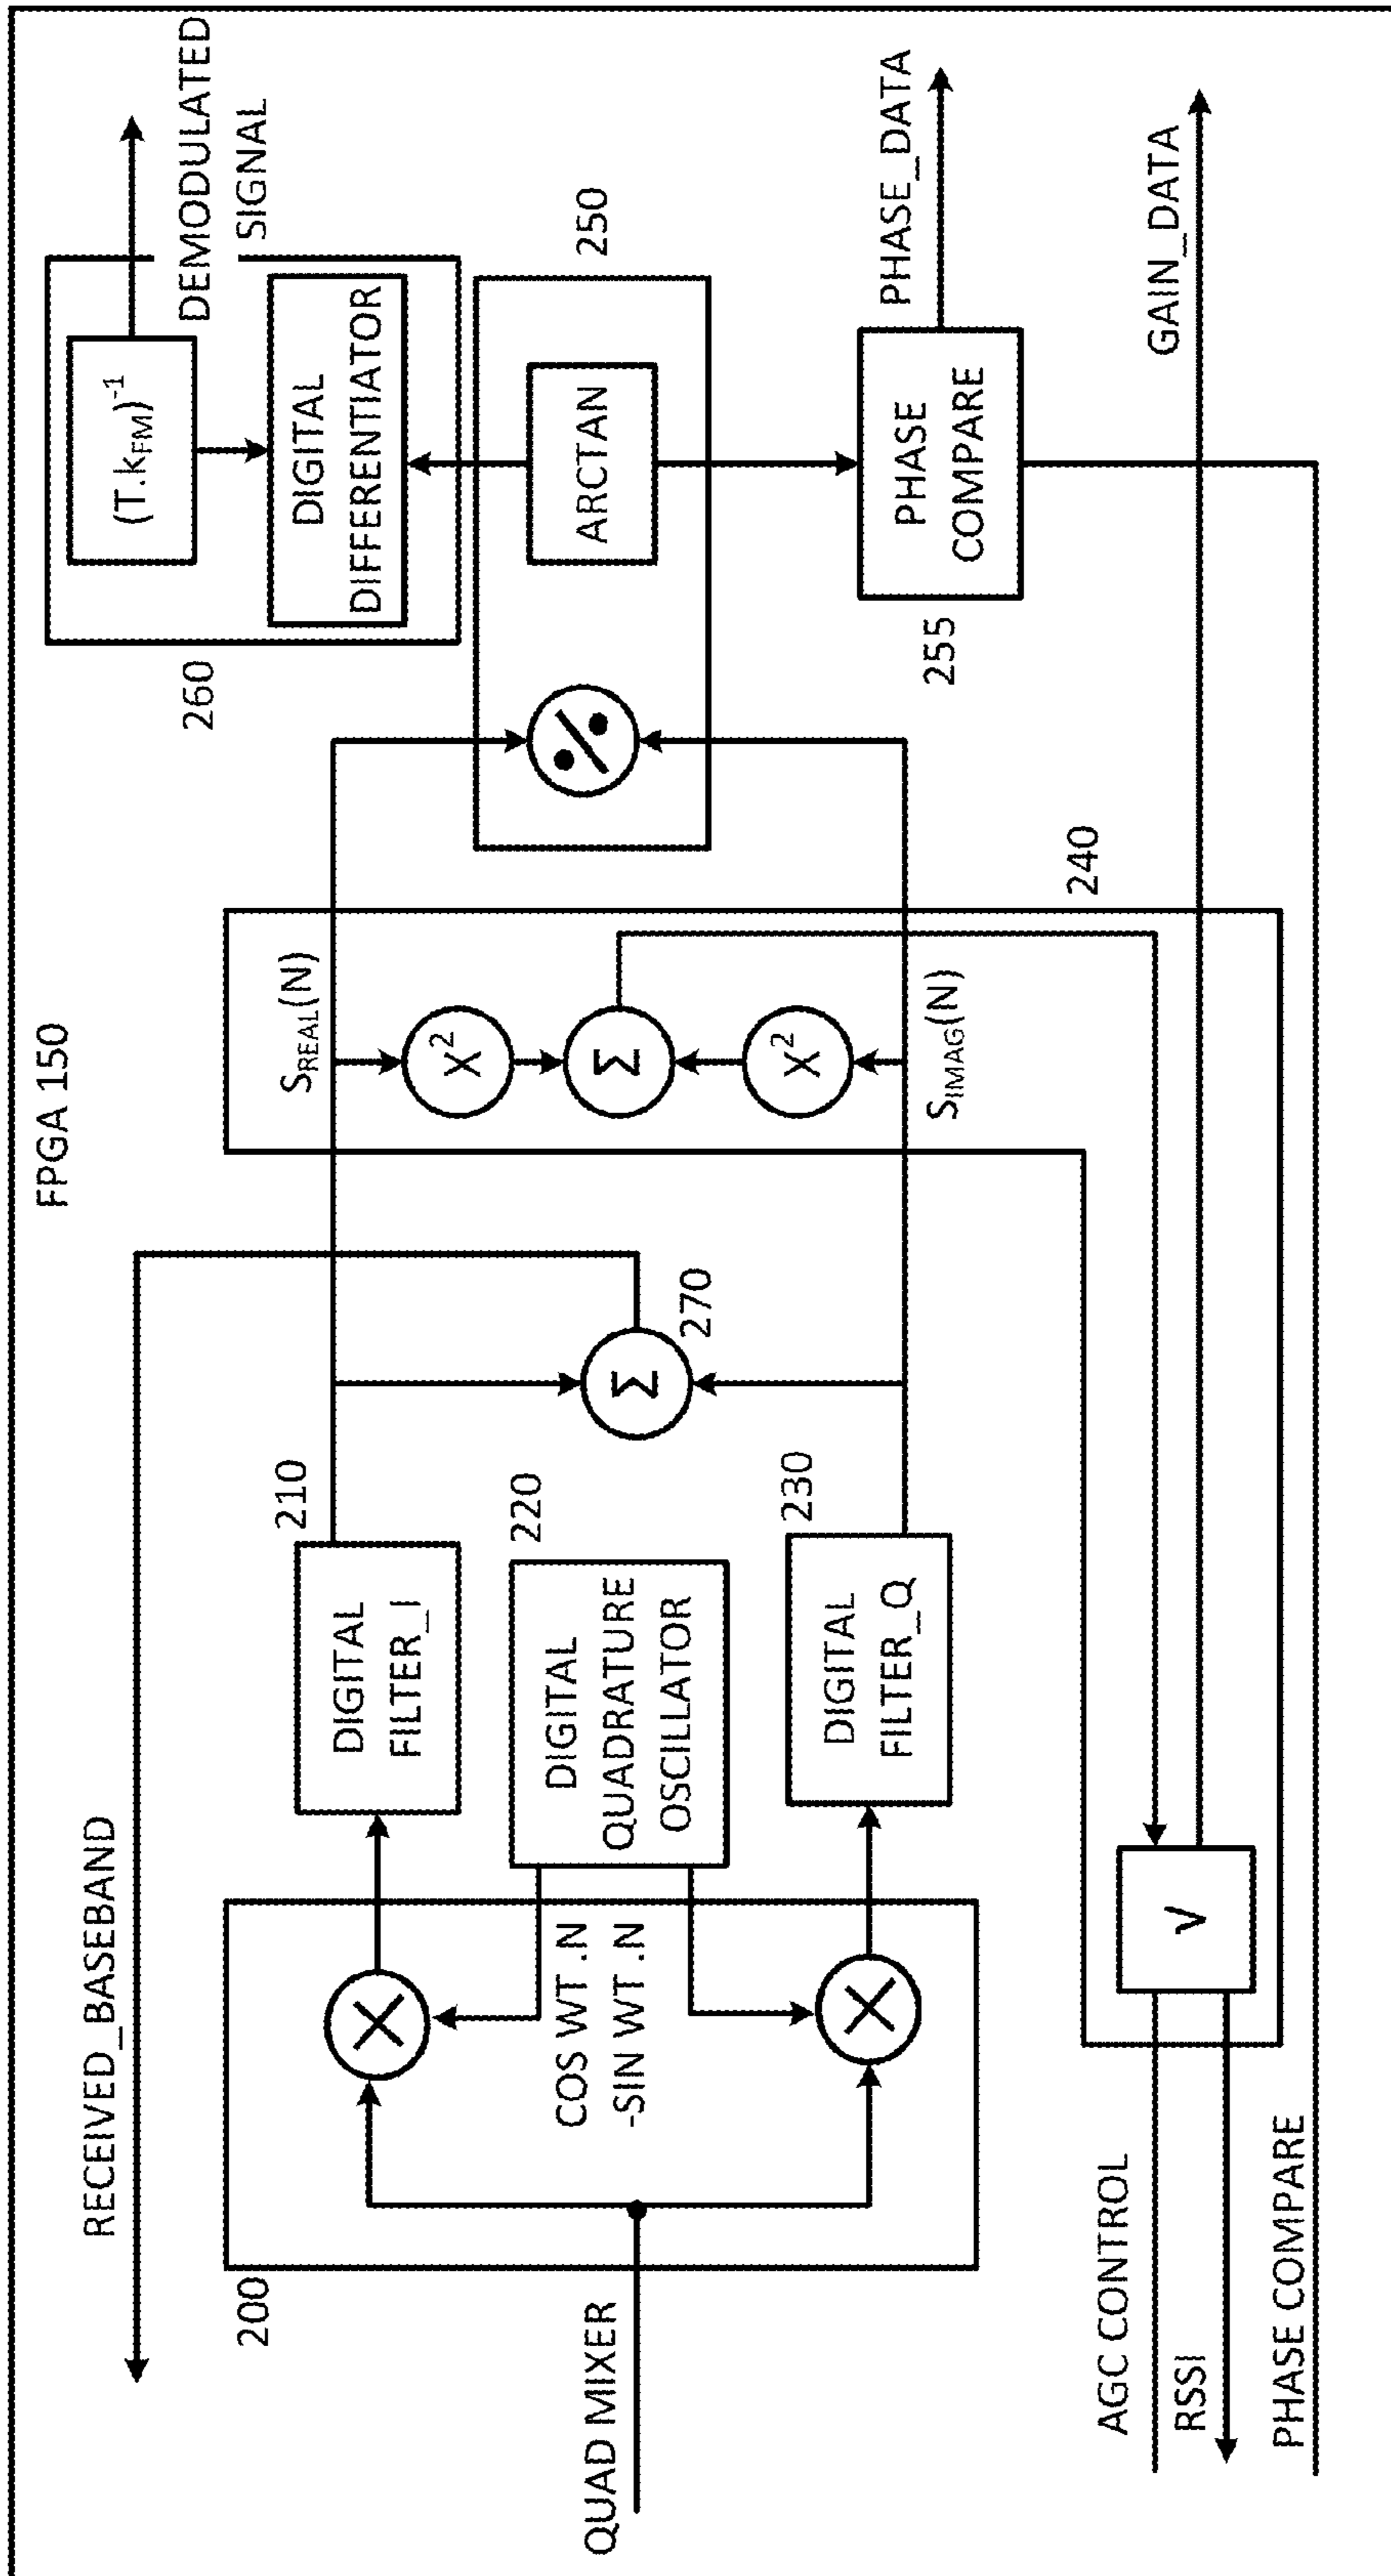 FPGA 150
RECEIVED_BASEBAND
(T.kFM)-1
DEMODULATED
SIGNAL
DIGITAL
DIFFERENTIATOR
260
200
210
DIGITAL
FILTER_I
SREAL(N)
250
ARCTAN
QUAD MIXER
COS WT .N
-SIN WT .N
220
DIGITAL
QUADRATURE
OSCILLATOR
Σ
270
X2
Σ
X2
230
DIGITAL
FILTER_Q
SIMAG(N)
PHASE
COMPARE
255
PHASE_DATA
240
AGC CONTROL
RSSI
√
GAIN_DATA
PHASE COMPARE